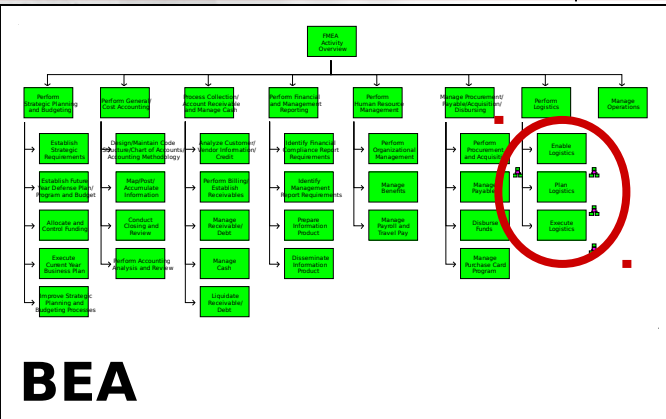 FMEA
Activity
Overview
Perform
Strategic Planning
and Budgeting
Perform General/
Cost Accounting
Process Collection/
Account Receivable
and Manage Cash
Perform Financial
and Management
Reporting
Perform
Human Resource
Management
Manage Procurement/
Payable/Acquisition/
Disbursing
Perform
Logistics
Manage
Operations
Establish
Strategic
Requirements
Establish Future
Year Defense Plan/
Program and Budget
Allocate and
Control Funding
Execute
Current Year
Business Plan
Improve Strategic
Planning and
Budgeting Processes
Design/Maintain Code
Structure/Chart of Accounts/
Accounting Methodology
Map/Post/
Accumulate
Information
Conduct
Closing and
Review
Perform Accounting
Analysis and Review
Analyze Customer/
Vendor Information/
Credit
Perform Billing/
Establish
Receivables
Manage
Receivable/
Debt
Manage
Cash
Liquidate
Receivable/
Debt
Identify Financial
Compliance Report
Requirements
Identify
Management
Report Requirements
Prepare
Information
Product
Disseminate
Information
Product
Perform
Organizational
Management
Manage
Benefits
Manage
Payroll and
Travel Pay
Perform
Procurement
and Acquisition
Manage
Payable
Disburse
Funds
Manage
Purchase Card
Program
Enable
Logistics
Plan
Logistics
Execute
Logistics
BEA